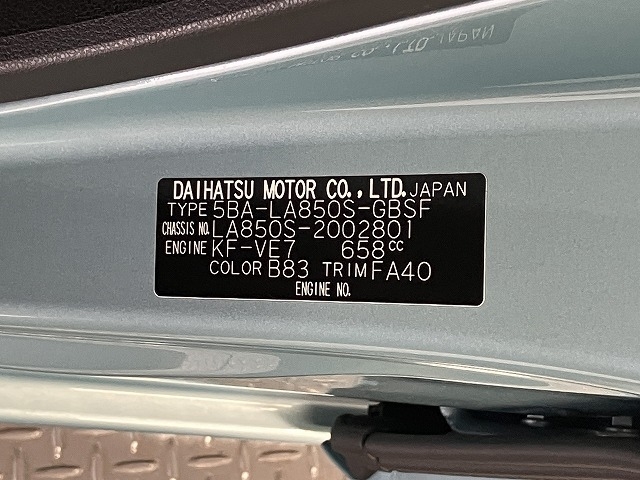 DAIHATSU MOTOR CO., LTD. JAPAN
TYPE 5BA-LA850S-GBSF
CHASSIS NO. LA850S-2002801
ENGINE KF-VE7 658cc
COLOR B83 TRIM FA40
ENGINE NO.